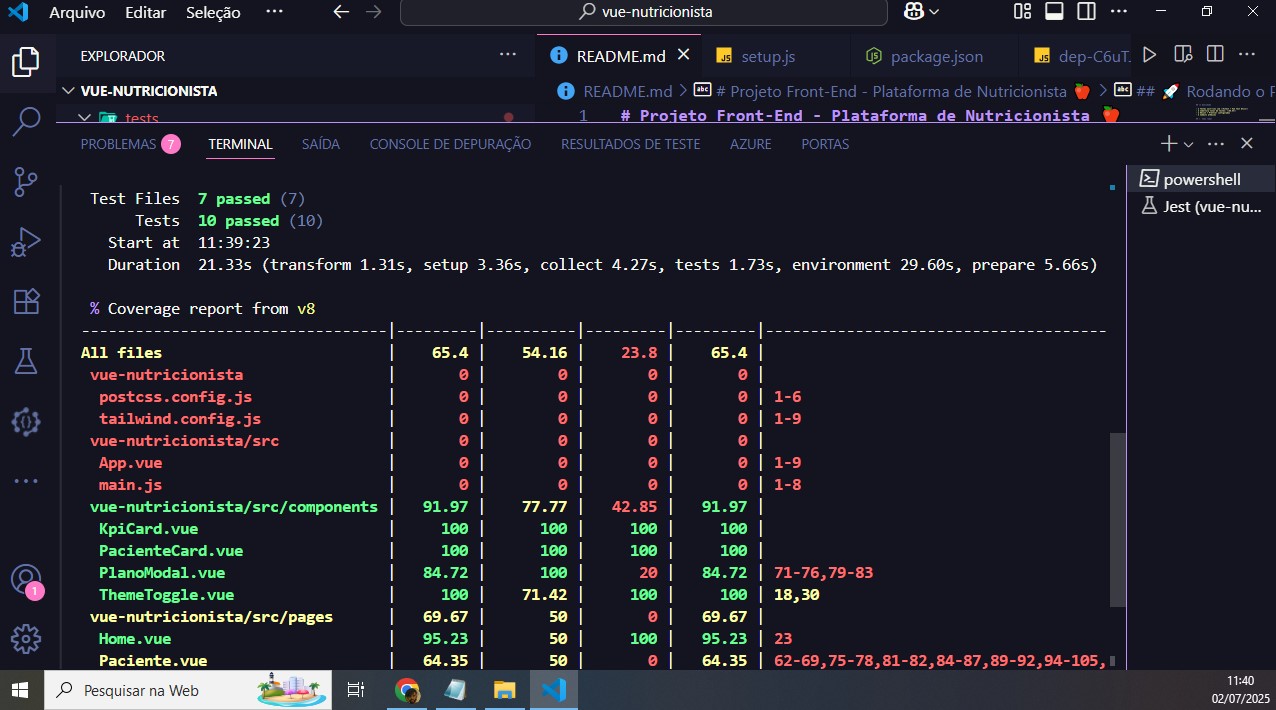 Arquivo Editar Seleção ... vue-nutricionista
EXPLORADOR ... README.md setup.js package.json dep-C6uT. ...
VUE-NUTRICIONISTA README.md > # Projeto Front-End - Plataforma de Nutricionista 🍎 > ## 🚀 Rodando o P
tests 1 # Projeto Front-End - Plataforma de Nutricionista 🍎
PROBLEMAS 7 TERMINAL SAÍDA CONSOLE DE DEPURAÇÃO RESULTADOS DE TESTE AZURE PORTAS
powershell
Jest (vue-nu...
Test Files 7 passed (7)
Tests 10 passed (10)
Start at 11:39:23
Duration 21.33s (transform 1.31s, setup 3.36s, collect 4.27s, tests 1.73s, environment 29.60s, prepare 5.66s)
% Coverage report from v8
----------------------------------|---------|----------|---------|---------|--------------------------------------
All files | 65.4 | 54.16 | 23.8 | 65.4 |
vue-nutricionista | 0 | 0 | 0 | 0 |
postcss.config.js | 0 | 0 | 0 | 0 | 1-6
tailwind.config.js | 0 | 0 | 0 | 0 | 1-9
vue-nutricionista/src | 0 | 0 | 0 | 0 |
App.vue | 0 | 0 | 0 | 0 | 1-9
main.js | 0 | 0 | 0 | 0 | 1-8
vue-nutricionista/src/components | 91.97 | 77.77 | 42.85 | 91.97 |
KpiCard.vue | 100 | 100 | 100 | 100 |
PacienteCard.vue | 100 | 100 | 100 | 100 |
PlanoModal.vue | 84.72 | 100 | 20 | 84.72 | 71-76,79-83
ThemeToggle.vue | 100 | 71.42 | 100 | 100 | 18,30
vue-nutricionista/src/pages | 69.67 | 50 | 0 | 69.67 |
Home.vue | 95.23 | 50 | 100 | 95.23 | 23
Paciente.vue | 64.35 | 50 | 0 | 64.35 | 62-69,75-78,81-82,84-87,89-92,94-105,
1
Pesquisar na Web
11:40
02/07/2025